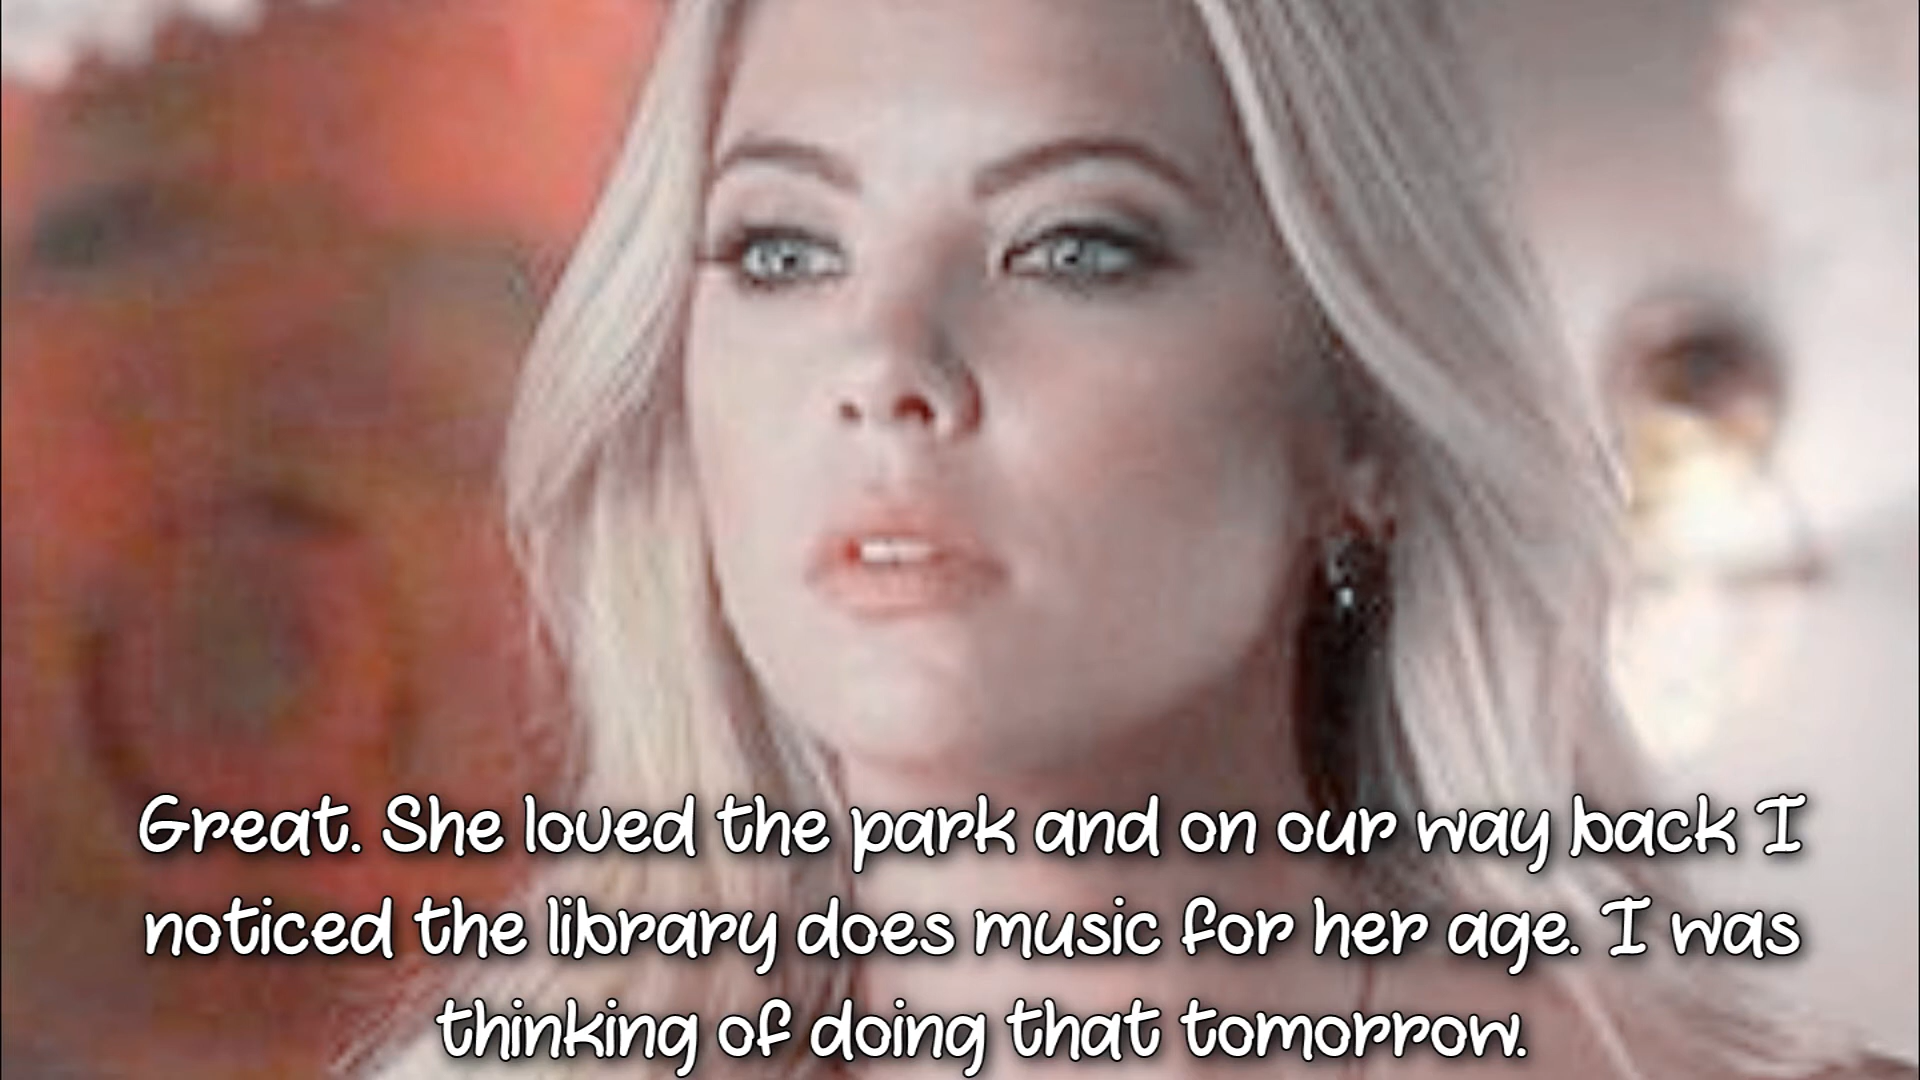 Great. She loved the park and on our way back I
noticed the library does music for her age. I was
thinking of doing that tomorrow.